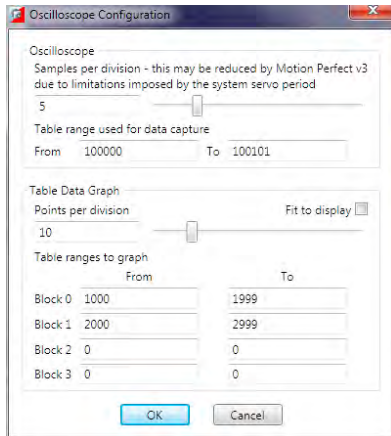 Oscilloscope Configuration
Oscilloscope
Samples per division - this may be reduced by Motion Perfect v3
due to limitations imposed by the system servo period
5
Table range used for data capture
From 100000 To 100101
Table Data Graph
Points per division Fit to display
10
Table ranges to graph
From To
Block 0 1000 1999
Block 1 2000 2999
Block 2 0 0
Block 3 0 0
OK Cancel